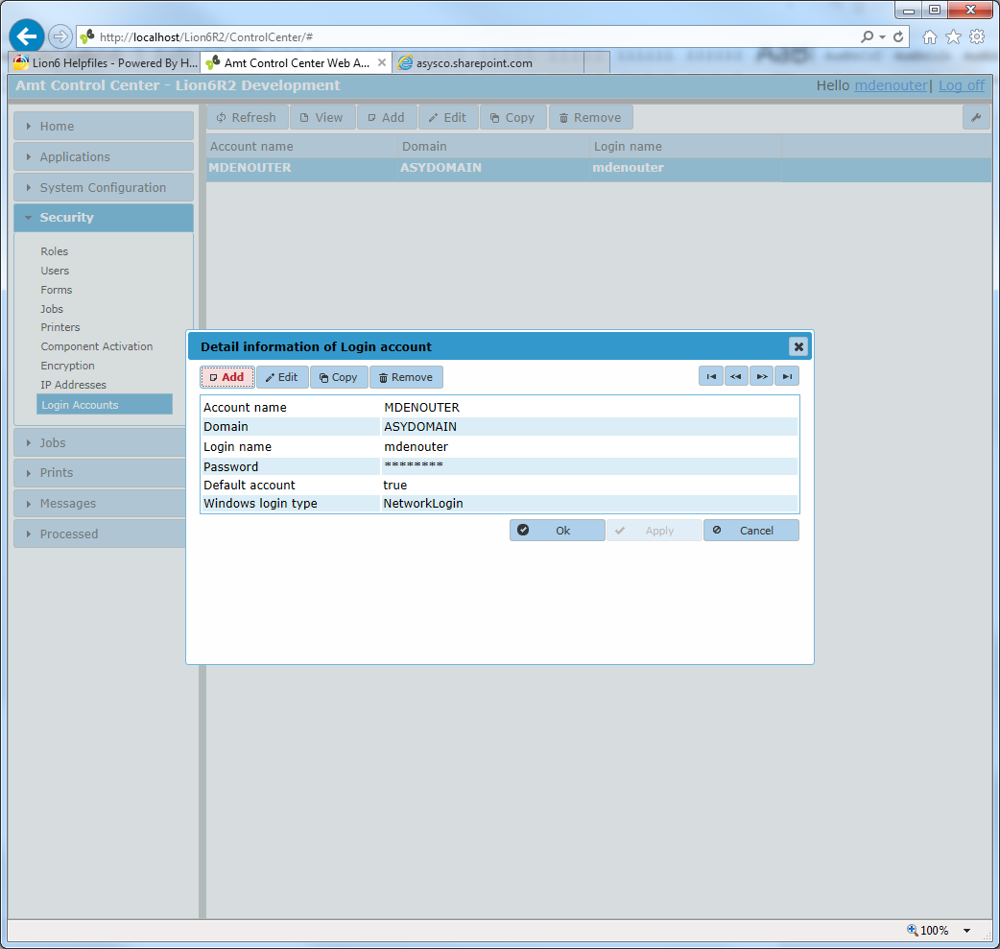 http://localhost/Lion6R2/ControlCenter/#
Lion6 Helpfiles - Powered By H... Amt Control Center Web A... asysco.sharepoint.com
Amt Control Center - Lion6R2 Development Hello mdenouter| Log off
Refresh View Add Edit Copy Remove
Account name Domain Login name
MDENOUTER ASYDOMAIN mdenouter
Home
Applications
System Configuration
Security
Roles
Users
Forms
Jobs
Printers
Component Activation
Encryption
IP Addresses
Login Accounts
Jobs
Prints
Messages
Processed
Detail information of Login account
Add Edit Copy Remove
Account name MDENOUTER
Domain ASYDOMAIN
Login name mdenouter
Password ********
Default account true
Windows login type NetworkLogin
Ok Apply Cancel
100%